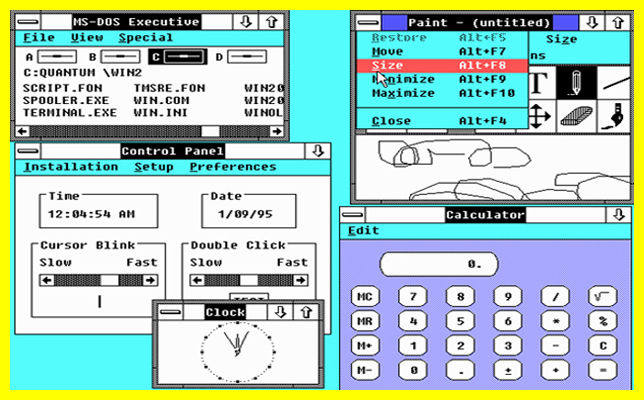 MS-DOS Executive
File View Special
A B C D
C:QUANTUM \WIN2
SCRIPT.FON TMSRE.FON WIN20
SPOOLER.EXE WIN.COM WIN20
TERMINAL.EXE WIN.INI WINOL
Paint - (untitled)
Restore Alt+F5
Move Alt+F7
Size Alt+F8
Minimize Alt+F9
Maximize Alt+F10
Close Alt+F4
Size
ns
T
Control Panel
Installation Setup Preferences
Time
12:04:54 AM
Date
1/09/95
Cursor Blink
Slow Fast
Double Click
Slow Fast
Clock
Calculator
Edit
0.
MC 7 8 9 / √
MR 4 5 6 * %
M+ 1 2 3 - C
M- 0 . ± + =